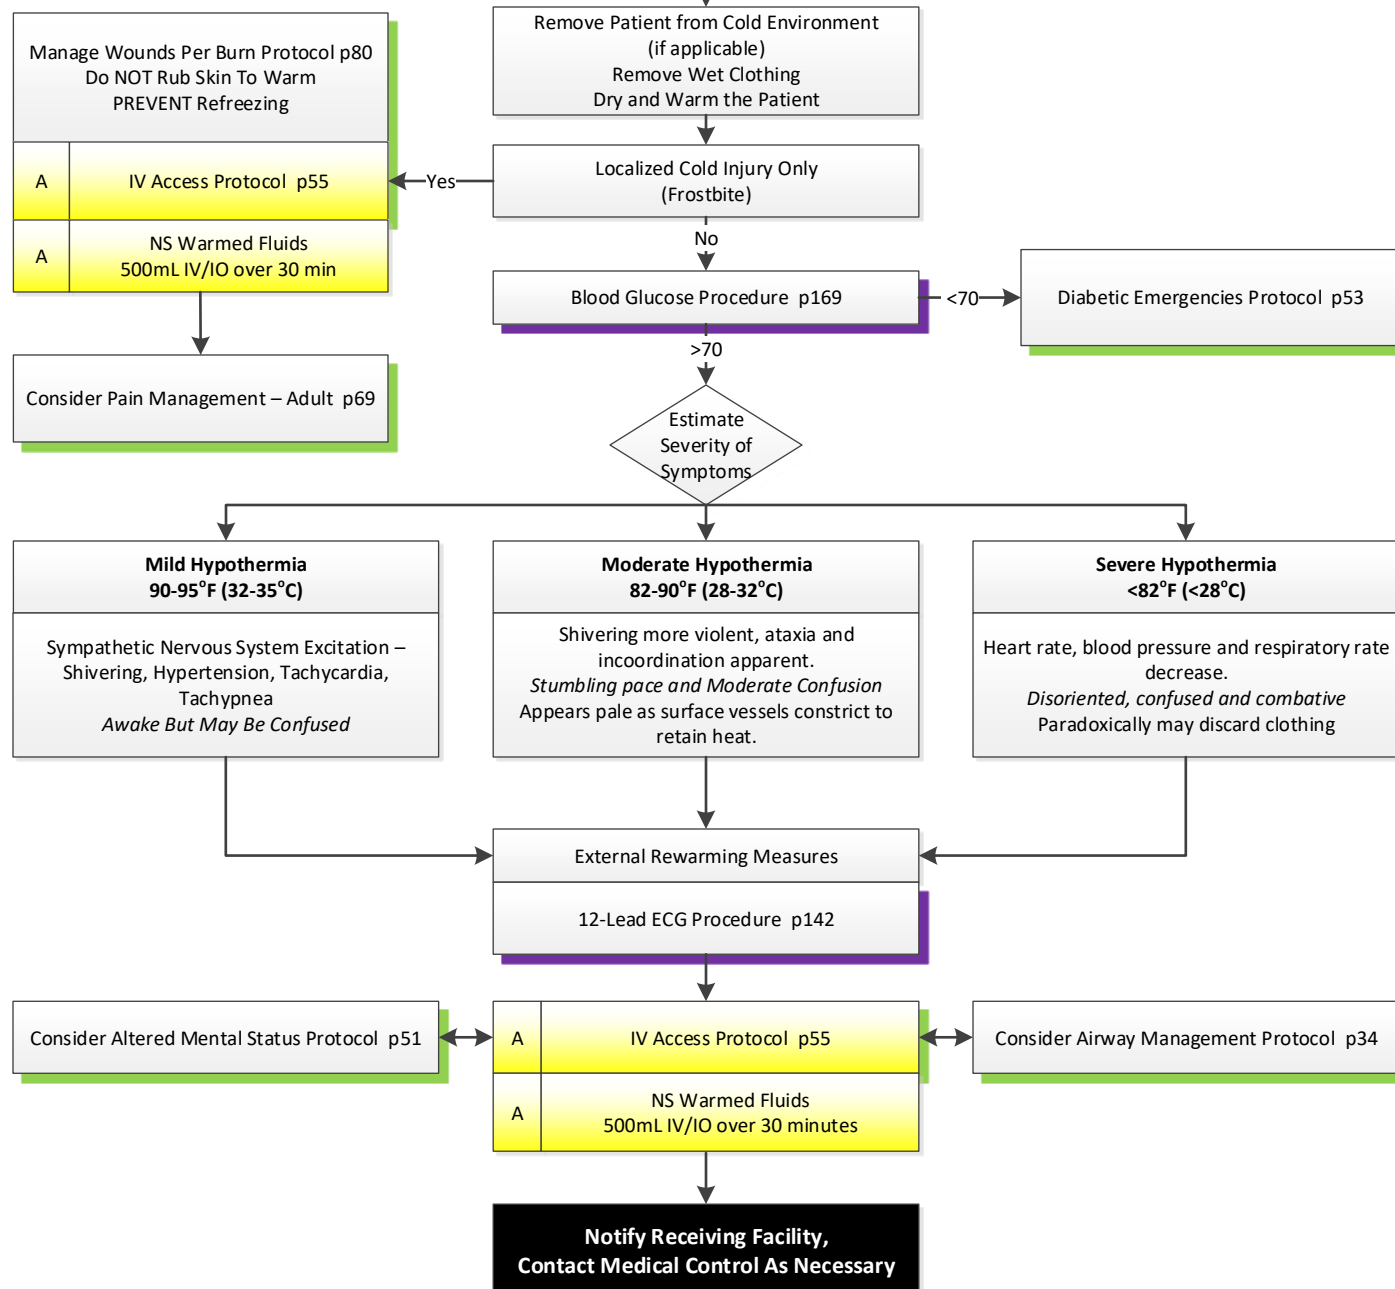 Remove Patient from Cold Environment
(if applicable)
Remove Wet Clothing
Dry and Warm the Patient
Manage Wounds Per Burn Protocol p80
Do NOT Rub Skin To Warm
PREVENT Refreezing
A
IV Access Protocol p55
A
NS Warmed Fluids
500mL IV/IO over 30 min
Yes
Localized Cold Injury Only
(Frostbite)
No
Blood Glucose Procedure p169
<70
Diabetic Emergencies Protocol p53
>70
Consider Pain Management – Adult p69
Estimate
Severity of
Symptoms
Mild Hypothermia
90-95°F (32-35°C)
Sympathetic Nervous System Excitation –
Shivering, Hypertension, Tachycardia,
Tachypnea
Awake But May Be Confused
Moderate Hypothermia
82-90°F (28-32°C)
Shivering more violent, ataxia and
incoordination apparent.
Stumbling pace and Moderate Confusion
Appears pale as surface vessels constrict to
retain heat.
Severe Hypothermia
<82°F (<28°C)
Heart rate, blood pressure and respiratory rate
decrease.
Disoriented, confused and combative
Paradoxically may discard clothing
External Rewarming Measures
12-Lead ECG Procedure p142
Consider Altered Mental Status Protocol p51
A
IV Access Protocol p55
Consider Airway Management Protocol p34
A
NS Warmed Fluids
500mL IV/IO over 30 minutes
Notify Receiving Facility,
Contact Medical Control As Necessary